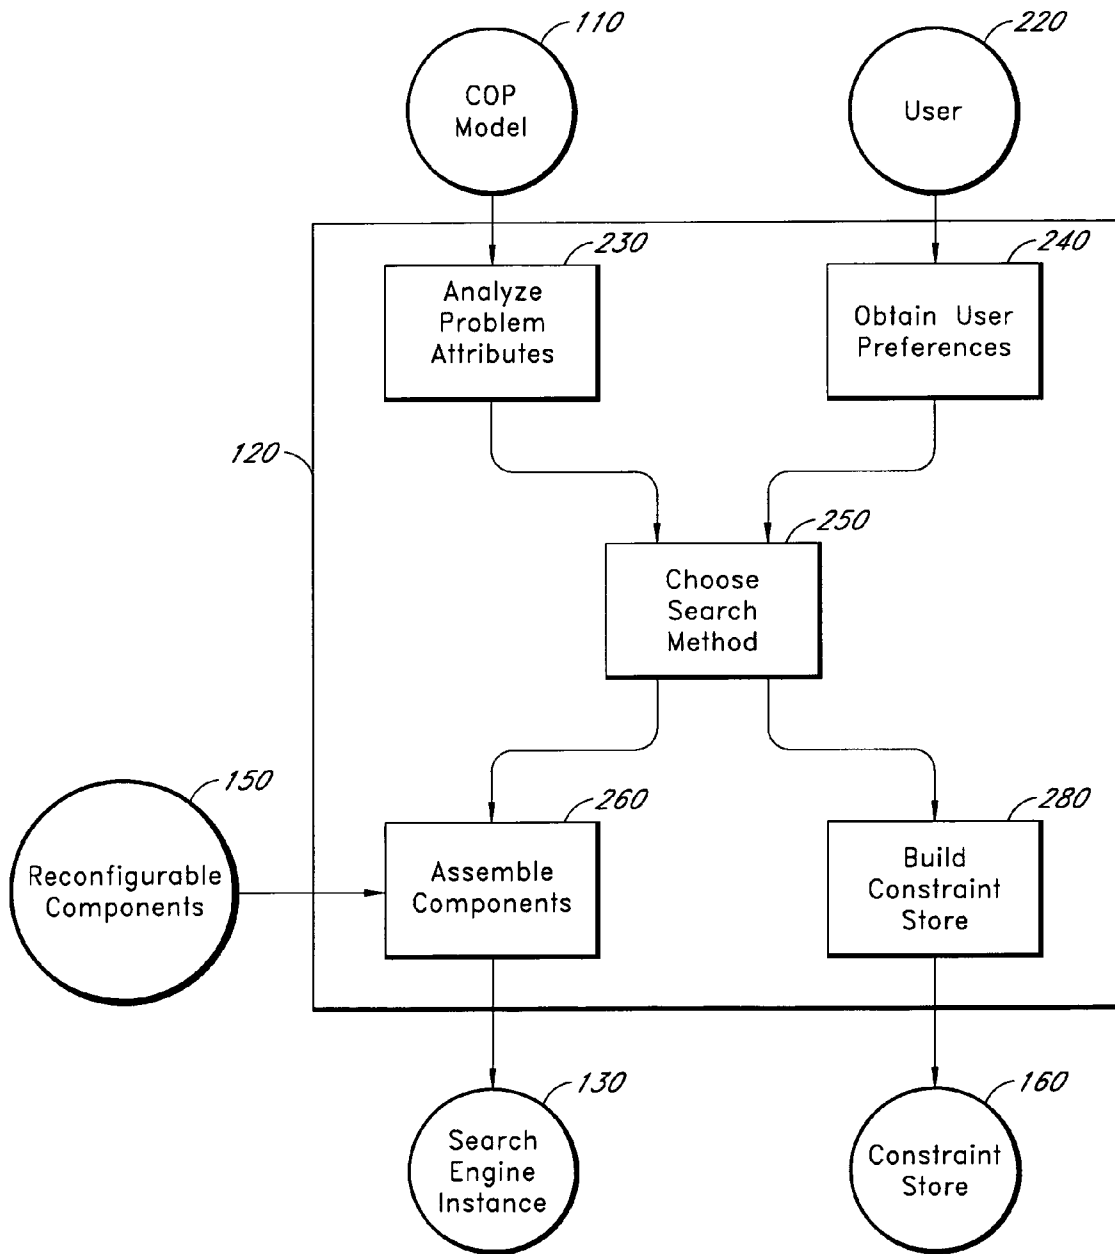 110
220
COP
Model
User
230
240
Analyze
Problem
Attributes
Obtain User
Preferences
120
250
Choose
Search
Method
150
260
280
Reconfigurable
Components
Assemble
Components
Build
Constraint
Store
130
160
Search
Engine
Instance
Constraint
Store